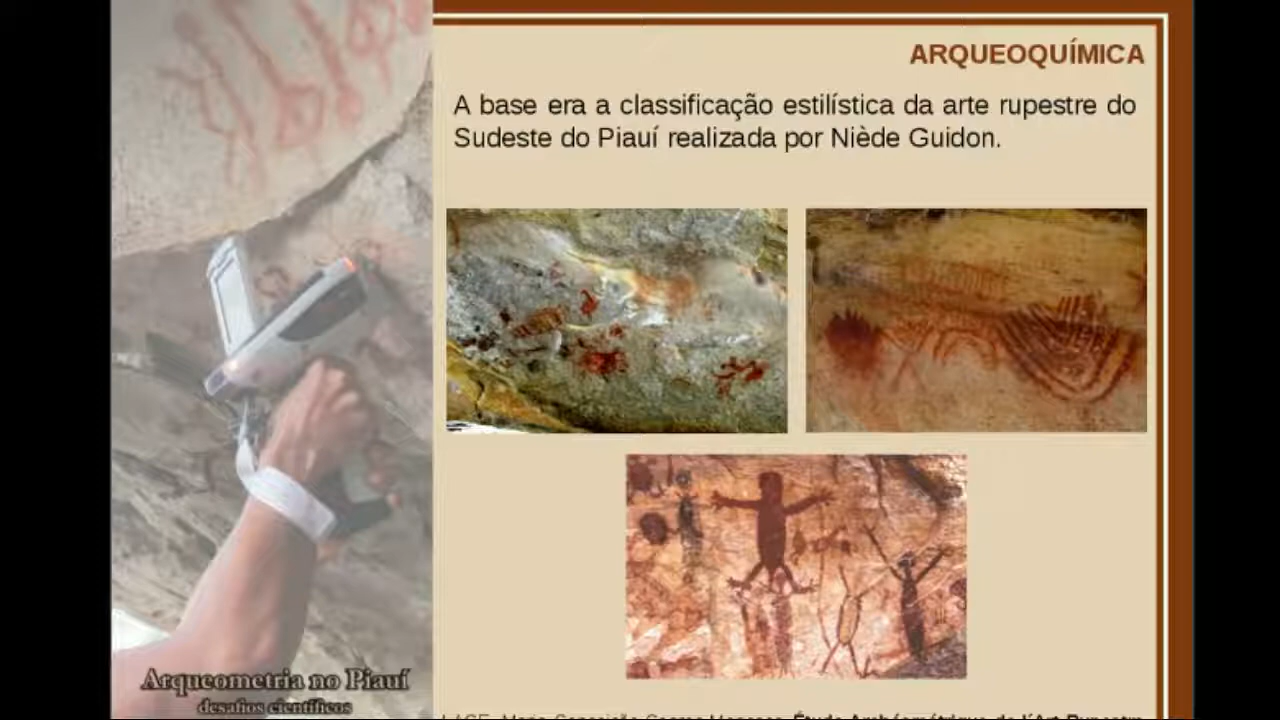 ARQUEOQUÍMICA
A base era a classificação estilística da arte rupestre do
Sudeste do Piauí realizada por Niède Guidon.
Arqueometria no Piauí
desafios científicos